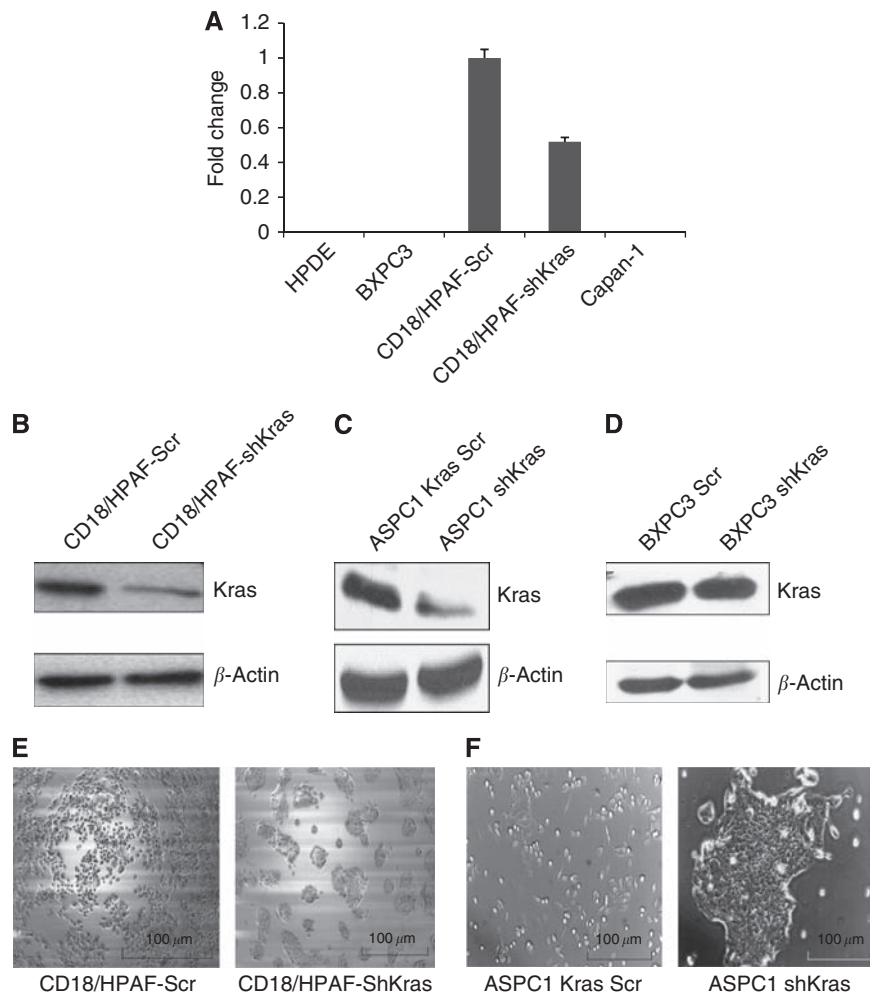 A
Fold change
1.2
1
0.8
0.6
0.4
0.2
0
HPDE
BXPC3
CD18/HPAF-Scr
CD18/HPAF-shKras
Capan-1
B
CD18/HPAF-Scr
CD18/HPAF-shKras
Kras
β-Actin
C
ASPC1 Kras Scr
ASPC1 shKras
Kras
β-Actin
D
BXPC3 Scr
BXPC3 shKras
Kras
β-Actin
E
100 μm
100 μm
CD18/HPAF-Scr
CD18/HPAF-ShKras
F
100 μm
100 μm
ASPC1 Kras Scr
ASPC1 shKras